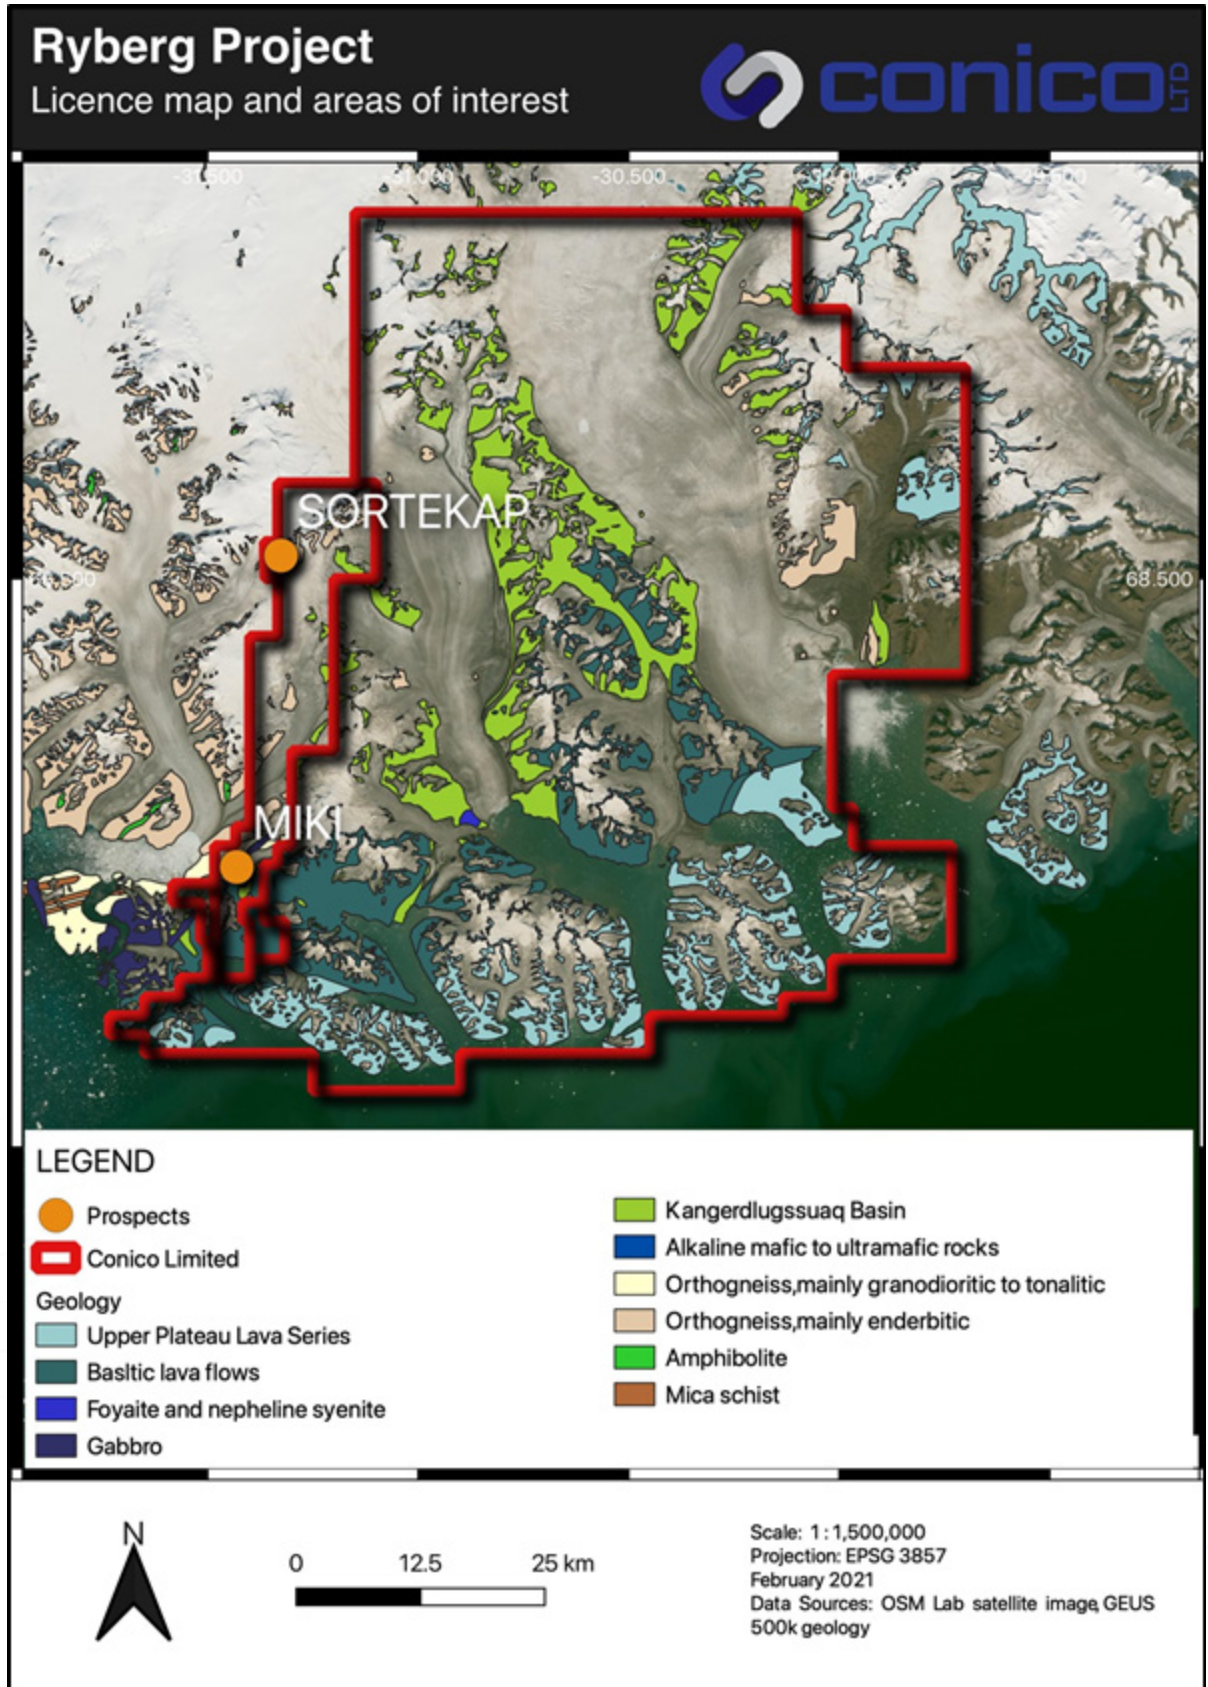 Ryberg Project
Licence map and areas of interest
conico LTD
-31.500
-31.000
-30.500
SORTEKAP
68.500
MIKI
LEGEND
Prospects
Conico Limited
Geology
Upper Plateau Lava Series
Basltic lava flows
Foyaite and nepheline syenite
Gabbro
Kangerdlugssuaq Basin
Alkaline mafic to ultramafic rocks
Orthogneiss,mainly granodioritic to tonalitic
Orthogneiss,mainly enderbitic
Amphibolite
Mica schist
N
0 12.5 25 km
Scale: 1:1,500,000
Projection: EPSG 3857
February 2021
Data Sources: OSM Lab satellite image, GEUS
500k geology